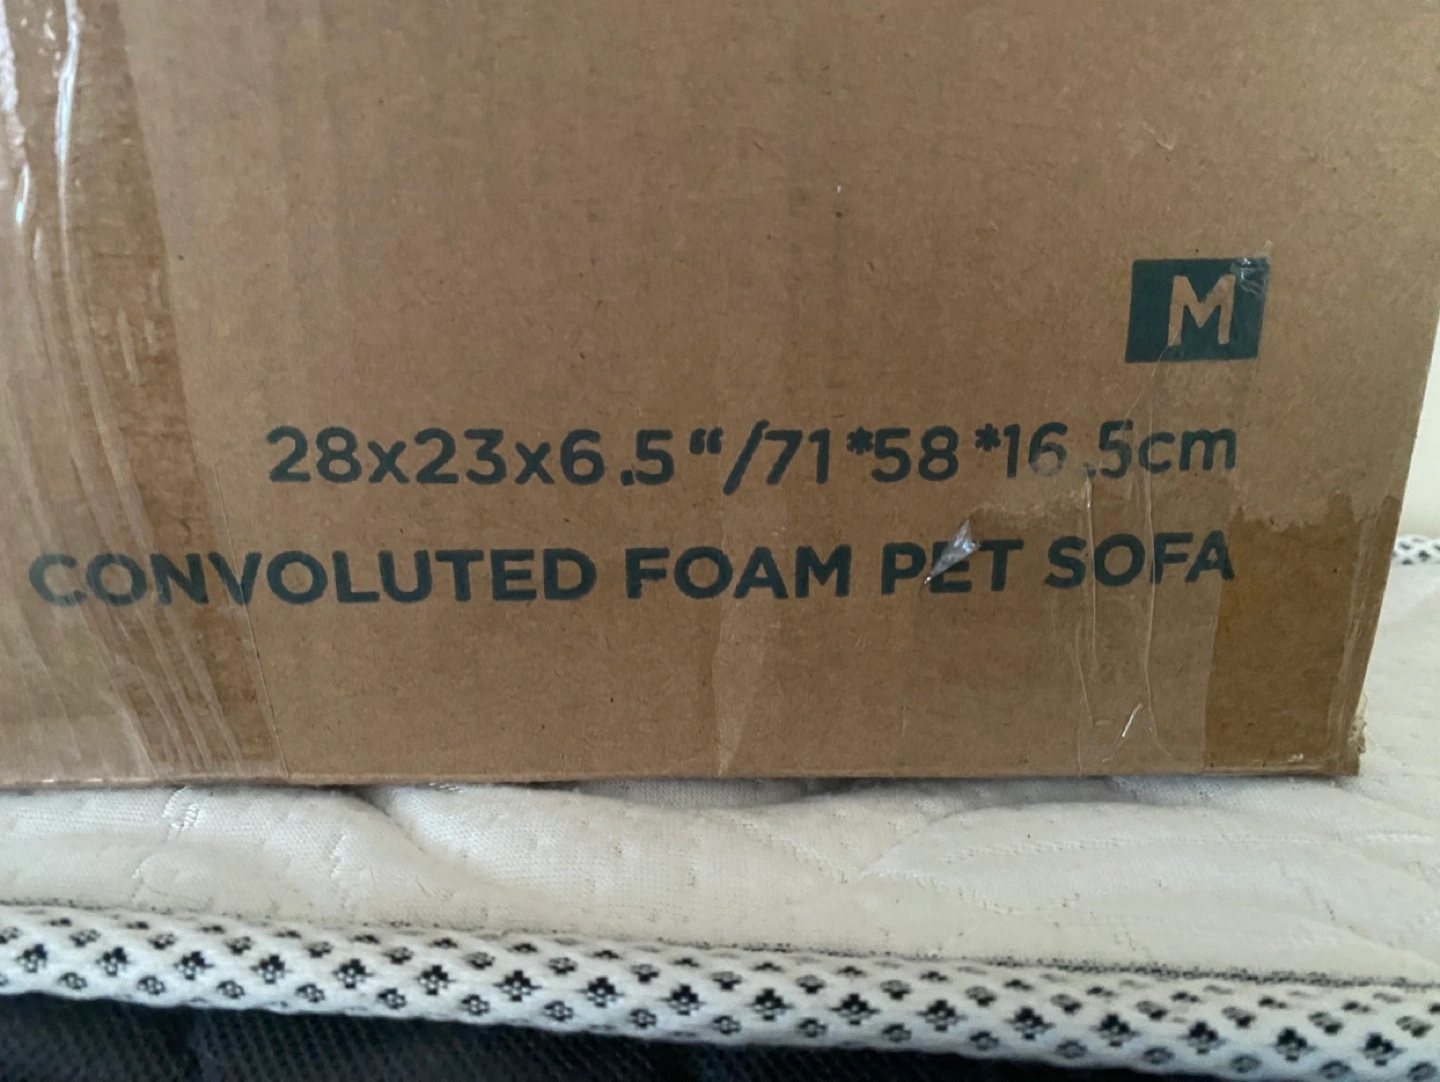 M
28x23x6.5“/71*58*16.5cm
CONVOLUTED FOAM PET SOFA